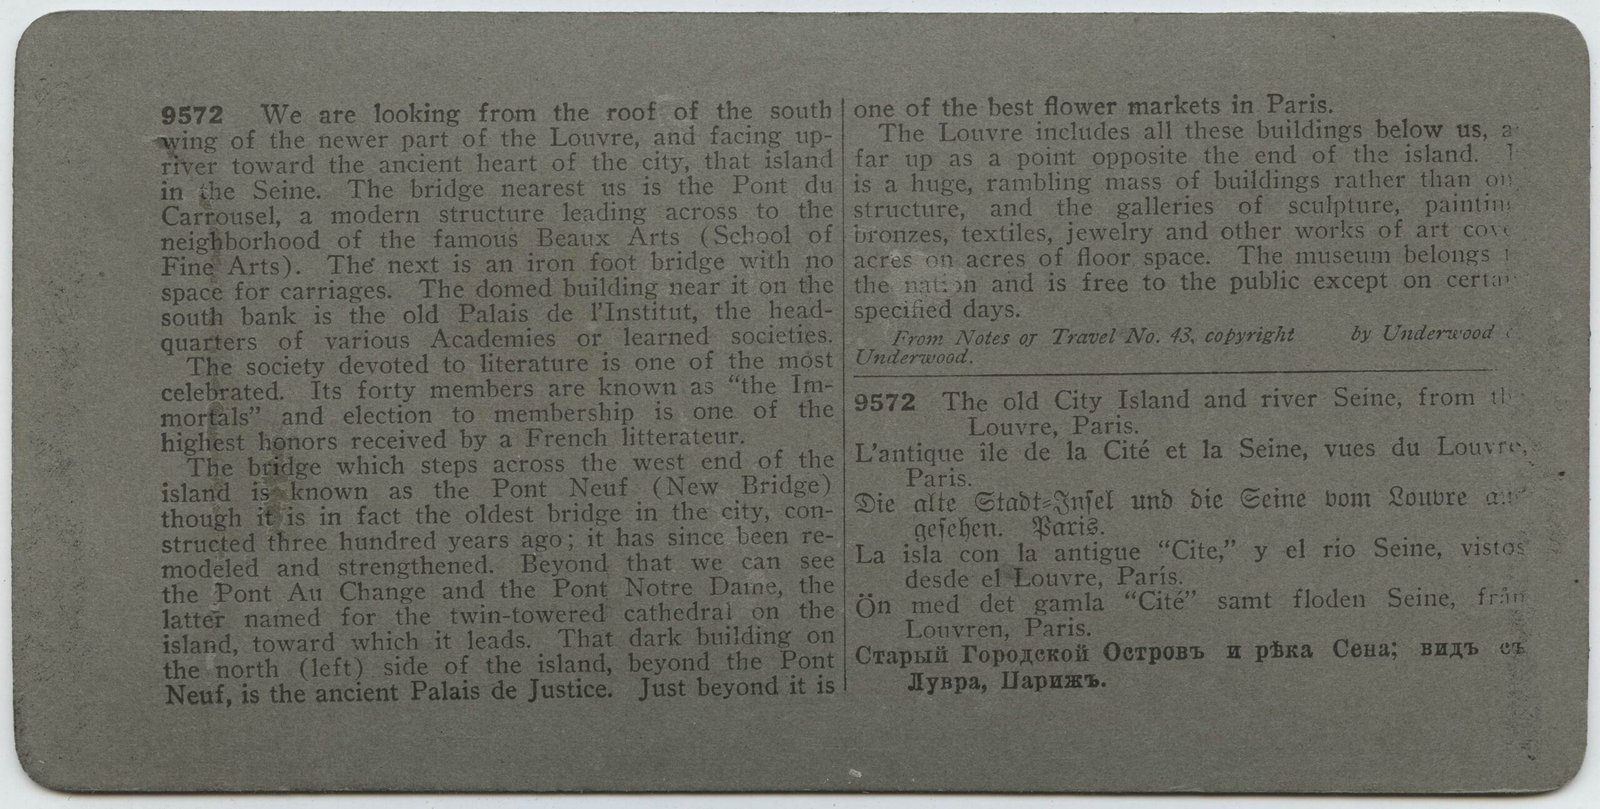 9572 We are looking from the roof of the south
wing of the newer part of the Louvre, and facing up-
river toward the ancient heart of the city, that island
in the Seine. The bridge nearest us is the Pont du
Carrousel, a modern structure leading across to the
neighborhood of the famous Beaux Arts (School of
Fine Arts). The next is an iron foot bridge with no
space for carriages. The domed building near it on the
south bank is the old Palais de l'Institut, the head-
quarters of various Academies or learned societies.
The society devoted to literature is one of the most
celebrated. Its forty members are known as "the Im-
mortals" and election to membership is one of the
highest honors received by a French litterateur.
The bridge which steps across the west end of the
island is known as the Pont Neuf (New Bridge)
though it is in fact the oldest bridge in the city, con-
structed three hundred years ago; it has since been re-
modeled and strengthened. Beyond that we can see
the Pont Au Change and the Pont Notre Dame, the
latter named for the twin-towered cathedral on the
island, toward which it leads. That dark building on
the north (left) side of the island, beyond the Pont
Neuf, is the ancient Palais de Justice. Just beyond it is
one of the best flower markets in Paris.
The Louvre includes all these buildings below us,
far up as a point opposite the end of the island.
is a huge, rambling mass of buildings rather than
structure, and the galleries of sculpture,
bronzes, textiles, jewelry and other works of art
acres on acres of floor space. The museum belongs
the nation and is free to the public except on
specified days.
From Notes of Travel No. 43, copyright by Underwood
Underwood.
9572 The old City Island and river Seine, from
Louvre, Paris.
L'antique île de la Cité et la Seine, vues du Louvre,
Paris.
Die alte Stadt-Insel und die Seine vom Louvre
gesehen. Paris.
La isla con la antigue "Cite," y el rio Seine, vistos
desde el Louvre, París.
Ön med det gamla "Cité" samt floden Seine, från
Louvren, Paris.
Старый Городской Островъ и рѣка Сена; видъ съ
Лувра, Парижъ.